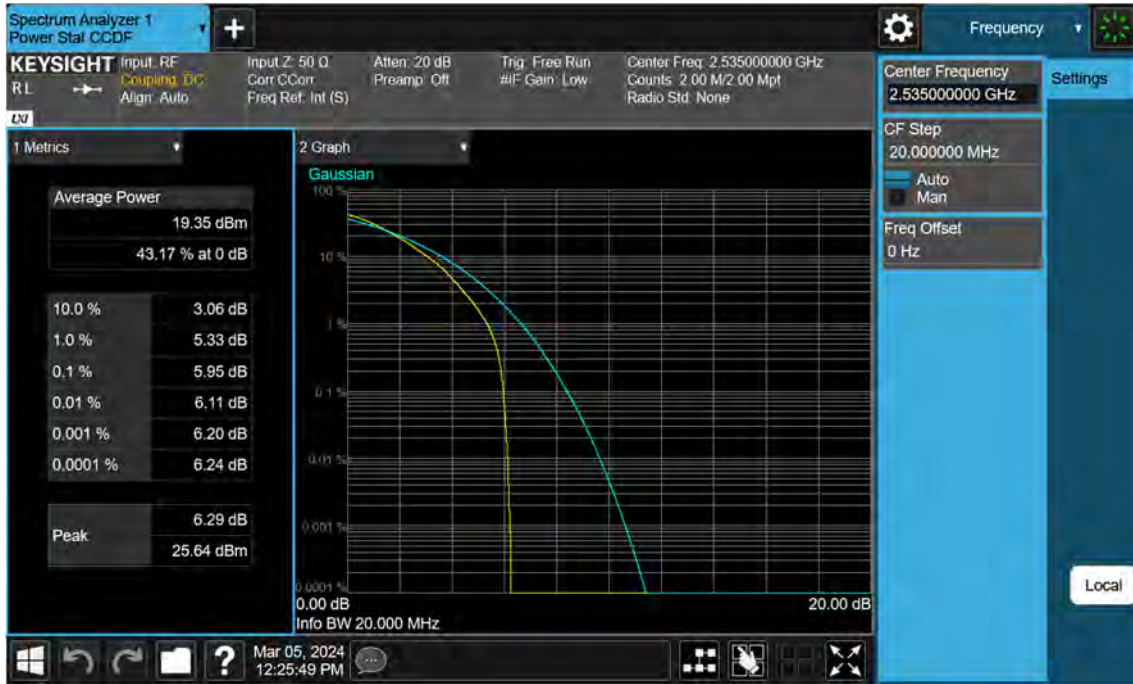 Spectrum Analyzer 1
Power Stat CCDF
+
Frequency
KEYSIGHT
RL
LXI
Input: RF
Coupling: DC
Align: Auto
Input Z: 50 Ω
Corr CCorr
Freq Ref: Int (S)
Atten: 20 dB
Preamp: Off
Trig: Free Run
#IF Gain: Low
Center Freq: 2.535000000 GHz
Counts: 2.00 M/2.00 Mpt
Radio Std: None
Center Frequency
2.535000000 GHz
Settings
CF Step
20.000000 MHz
Auto
Man
Freq Offset
0 Hz
1 Metrics
Average Power
19.35 dBm
43.17 % at 0 dB
10.0 % 3.06 dB
1.0 % 5.33 dB
0.1 % 5.95 dB
0.01 % 6.11 dB
0.001 % 6.20 dB
0.0001 % 6.24 dB
Peak
6.29 dB
25.64 dBm
2 Graph
Gaussian
100 %
10 %
1 %
0.1 %
0.01 %
0.001 %
0.0001 %
0.00 dB
20.00 dB
Info BW 20.000 MHz
Local
?
Mar 05, 2024
12:25:49 PM